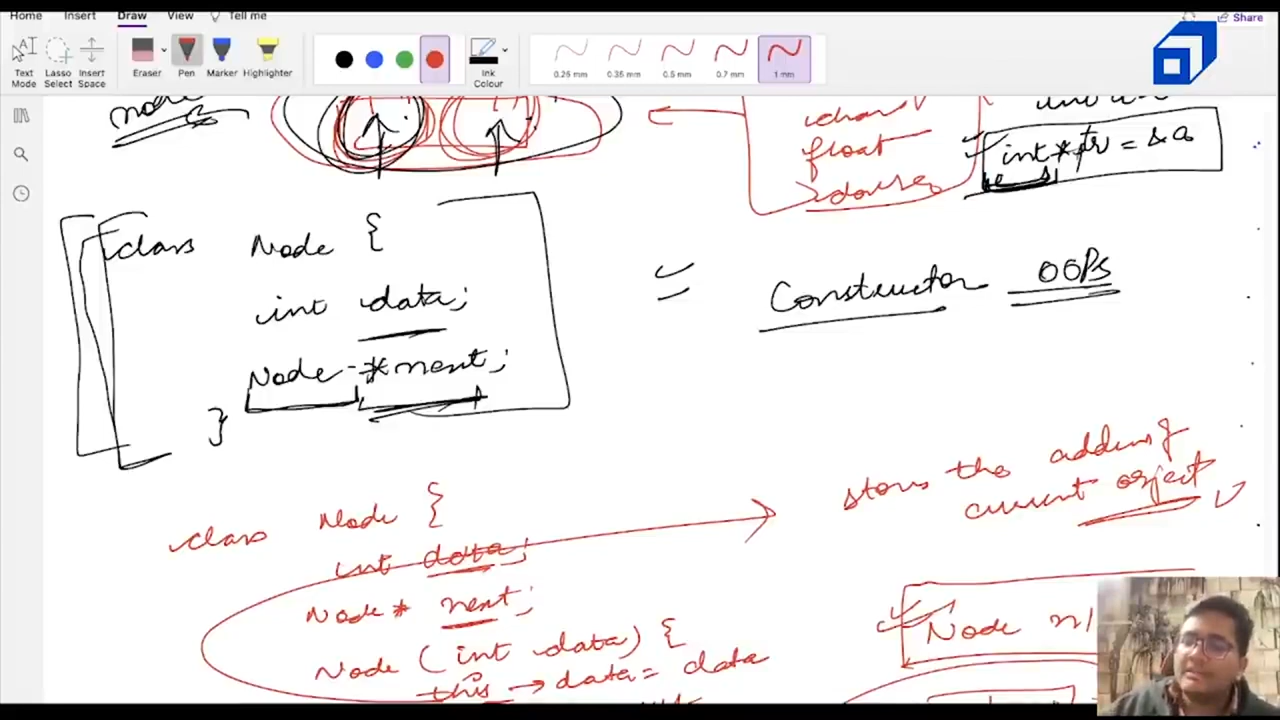 Home Insert Draw View Tell me Share
Text Mode Lasso Select Insert Space Eraser Pen Marker Highlighter Ink Colour 0.25 mm 0.35 mm 0.5 mm 0.7 mm 1 mm
node
char
float
double
int *ptr = &a
class Node {
int data;
Node *next;
}
Constructor OOPs
stores the address of
current object
class Node {
int data;
Node* next;
Node (int data) {
this → data = data
Node n1